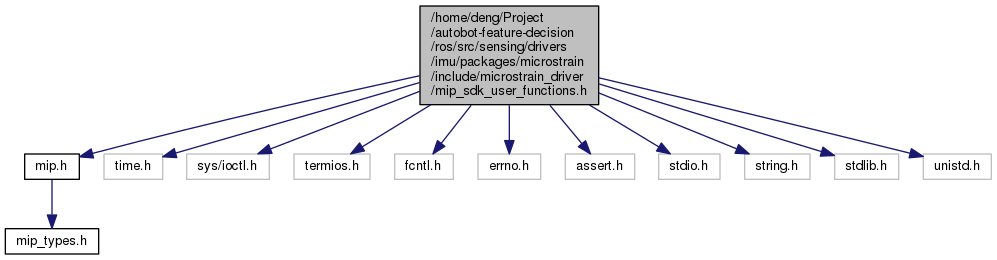 /home/deng/Project
/autobot-feature-decision
/ros/src/sensing/drivers
/imu/packages/microstrain
/include/microstrain_driver
/mip_sdk_user_functions.h
mip.h
time.h
sys/ioctl.h
termios.h
fcntl.h
errno.h
assert.h
stdio.h
string.h
stdlib.h
unistd.h
mip_types.h